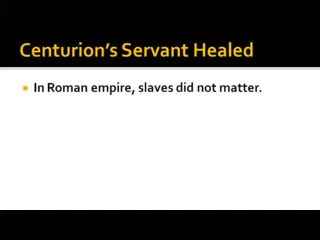 Centurion's Servant Healed
In Roman empire, slaves did not matter.